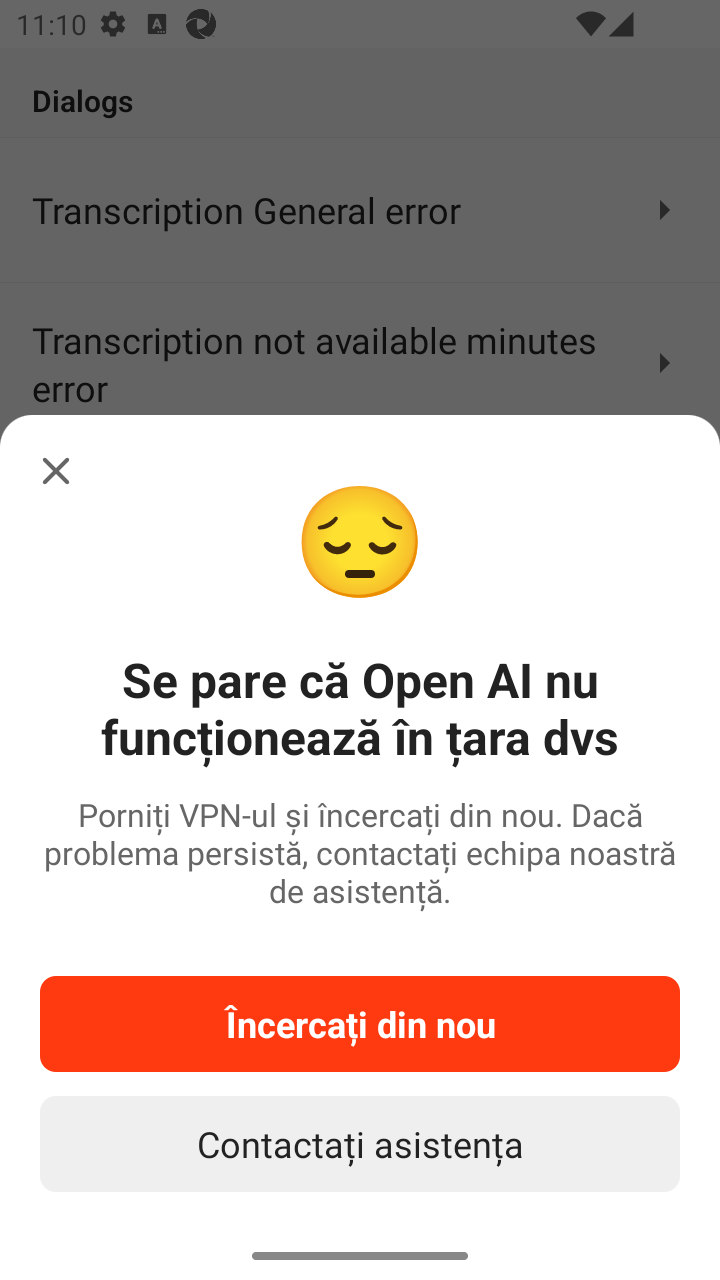 11:10
Dialogs
Transcription General error
Transcription not available minutes
error
Se pare că Open AI nu
funcționează în țara dvs
Porniți VPN-ul și încercați din nou. Dacă
problema persistă, contactați echipa noastră
de asistență.
Încercați din nou
Contactați asistența